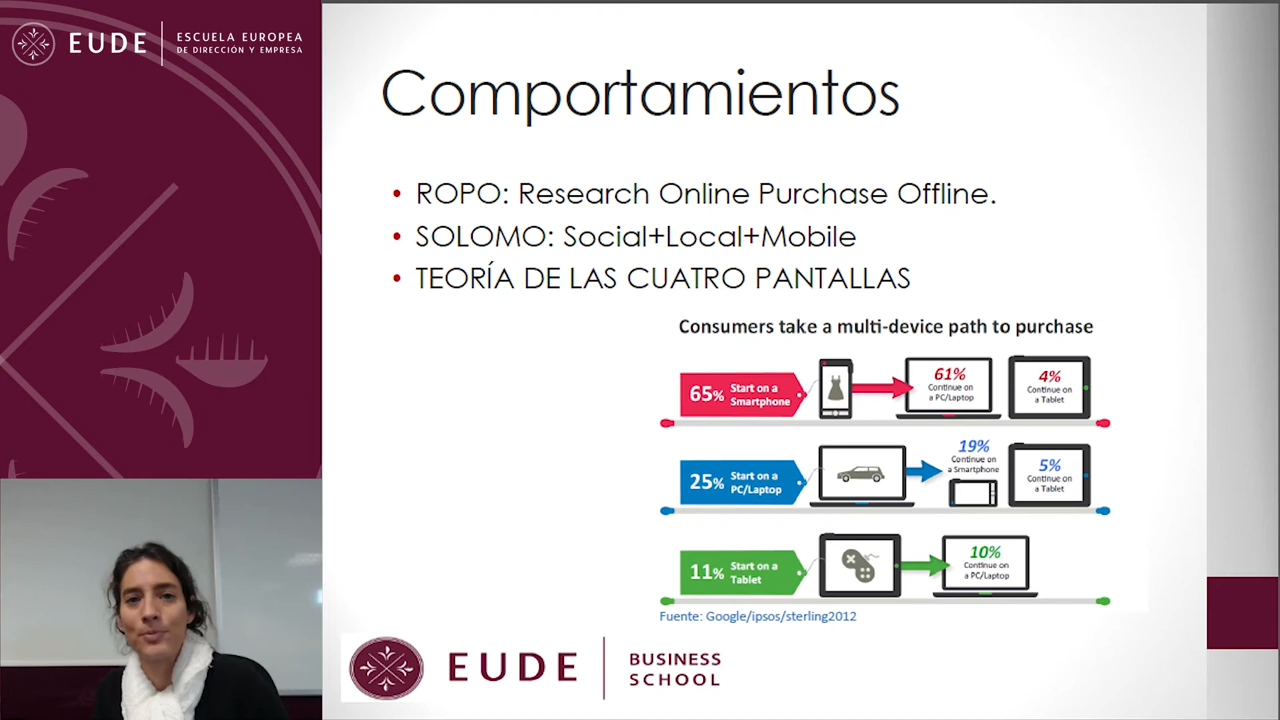 EUDE
ESCUELA EUROPEA
DE DIRECCIÓN Y EMPRESA
Comportamientos
• ROPO: Research Online Purchase Offline.
• SOLOMO: Social+Local+Mobile
• TEORÍA DE LAS CUATRO PANTALLAS
Consumers take a multi-device path to purchase
65% Start on a
Smartphone
61%
Continue on
a PC/Laptop
4%
Continue on
a Tablet
25% Start on a
PC/Laptop
19%
Continue on
a Smartphone
5%
Continue on
a Tablet
11% Start on a
Tablet
10%
Continue on
a PC/Laptop
Fuente: Google/ipsos/sterling2012
EUDE
BUSINESS
SCHOOL